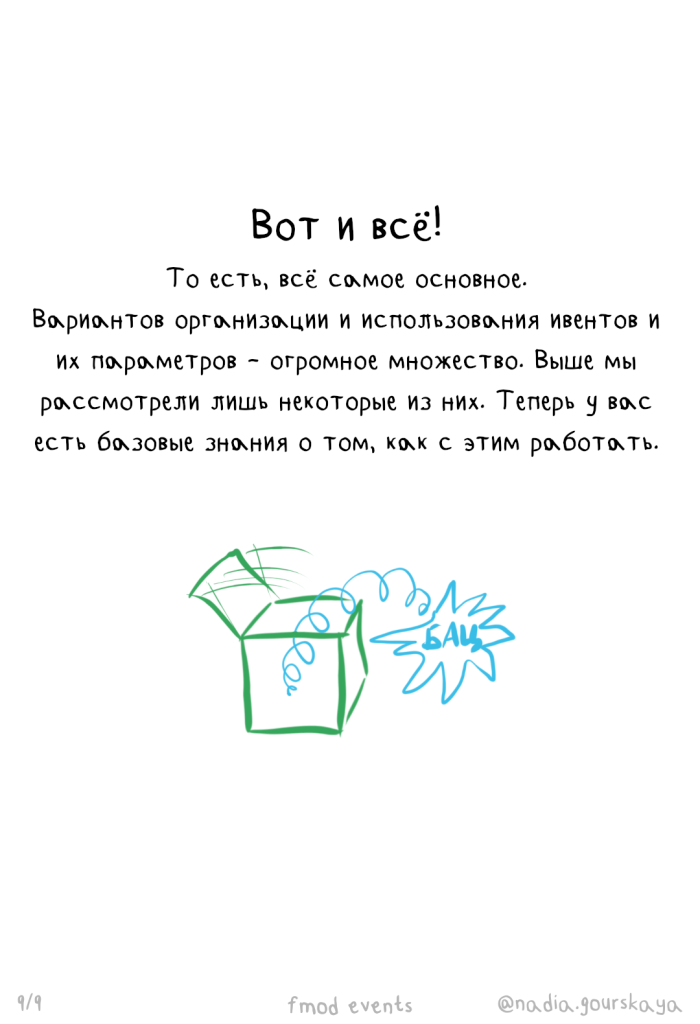 Вот и всё!
То есть, всё самое основное.
Вариантов организации и использования ивентов и
их параметров - огромное множество. Выше мы
рассмотрели лишь некоторые из них. Теперь у вас
есть базовые знания о том, как с этим работать.
БАЦ
9/9
fmod events
@nadia.gourskaya